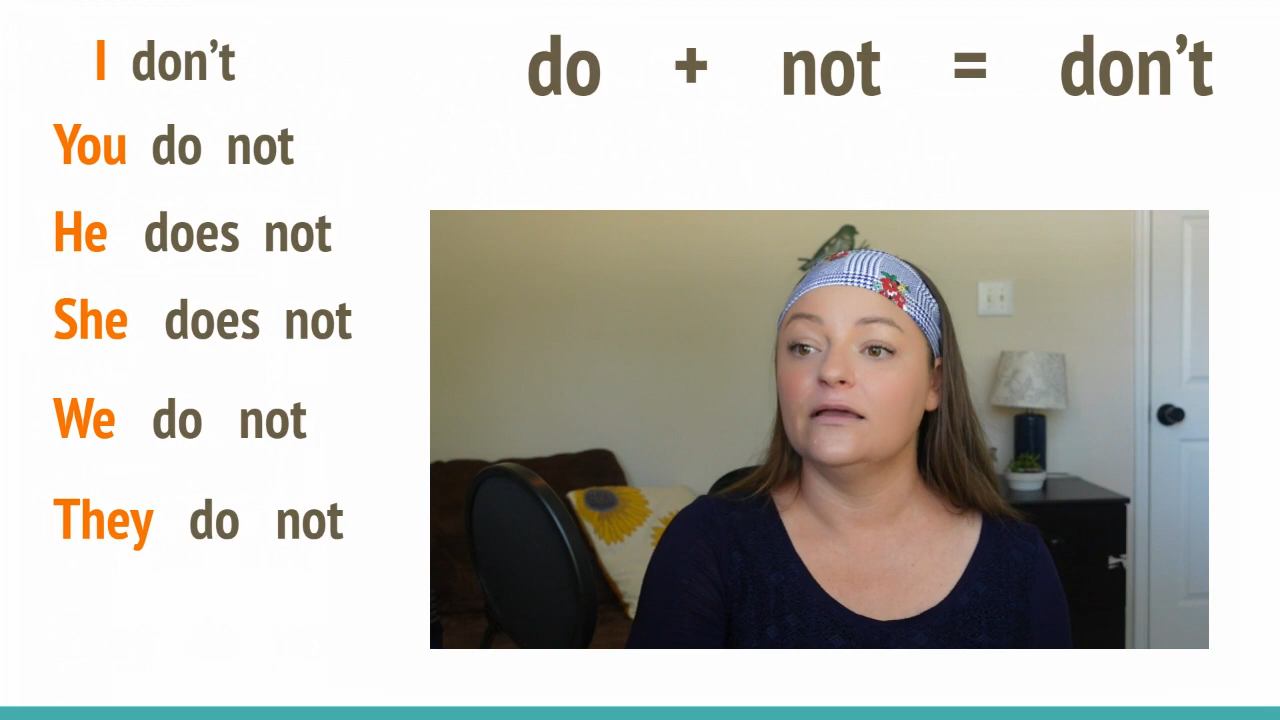 I don’t
do + not = don’t
You do not
He does not
She does not
We do not
They do not